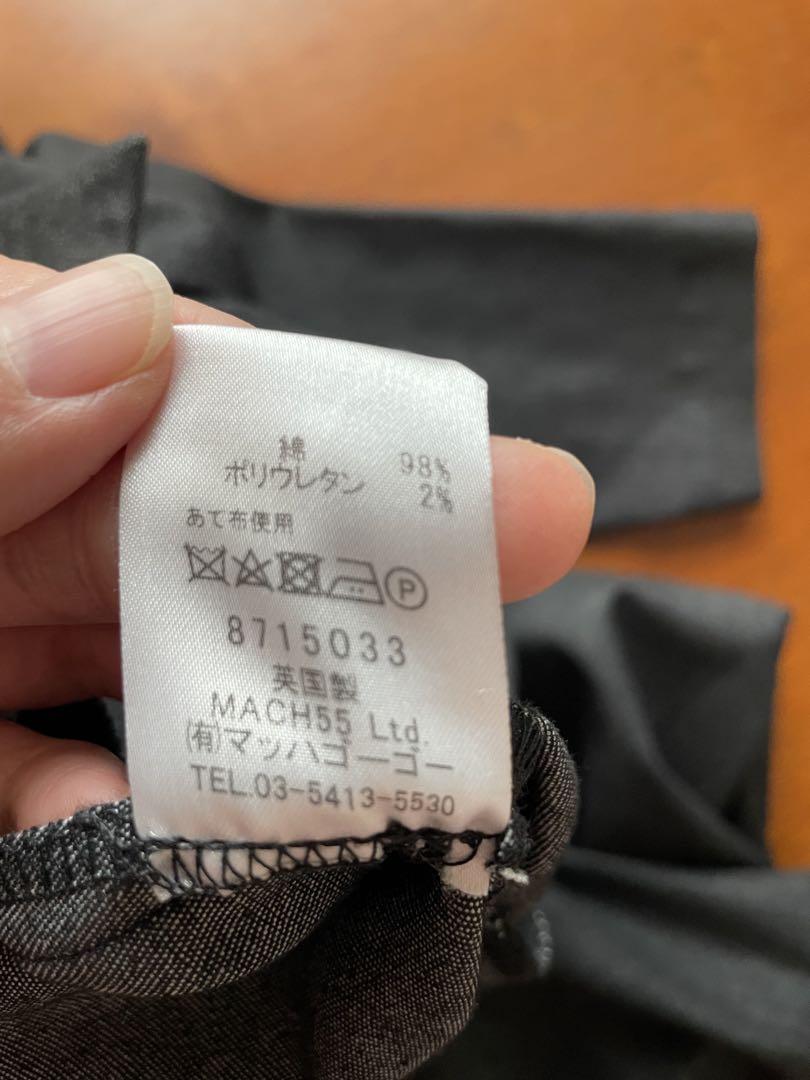 綿 98%
ポリウレタン 2%
あて布使用
P
8715033
英国製
MACH55 Ltd.
(有)マッハゴーゴー
TEL.03-5413-5530